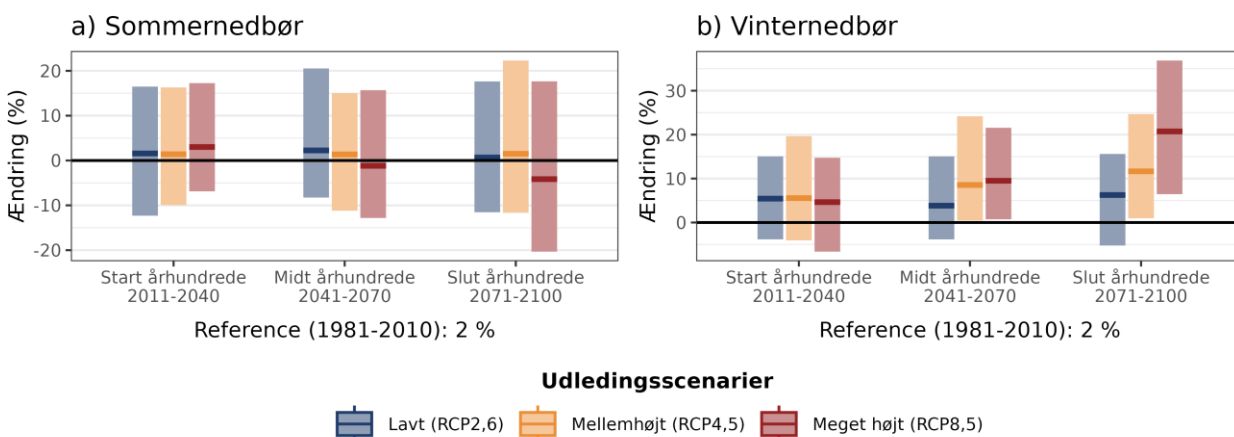 a) Sommernedbør
Ændring (%)
20
10
0
-10
-20
Start århundrede
2011-2040
Midt århundrede
2041-2070
Slut århundrede
2071-2100
Reference (1981-2010): 2 %
b) Vinternedbør
Ændring (%)
30
20
10
0
Start århundrede
2011-2040
Midt århundrede
2041-2070
Slut århundrede
2071-2100
Reference (1981-2010): 2 %
Udledingsscenarier
Lavt (RCP2,6)
Mellemhøjt (RCP4,5)
Meget højt (RCP8,5)